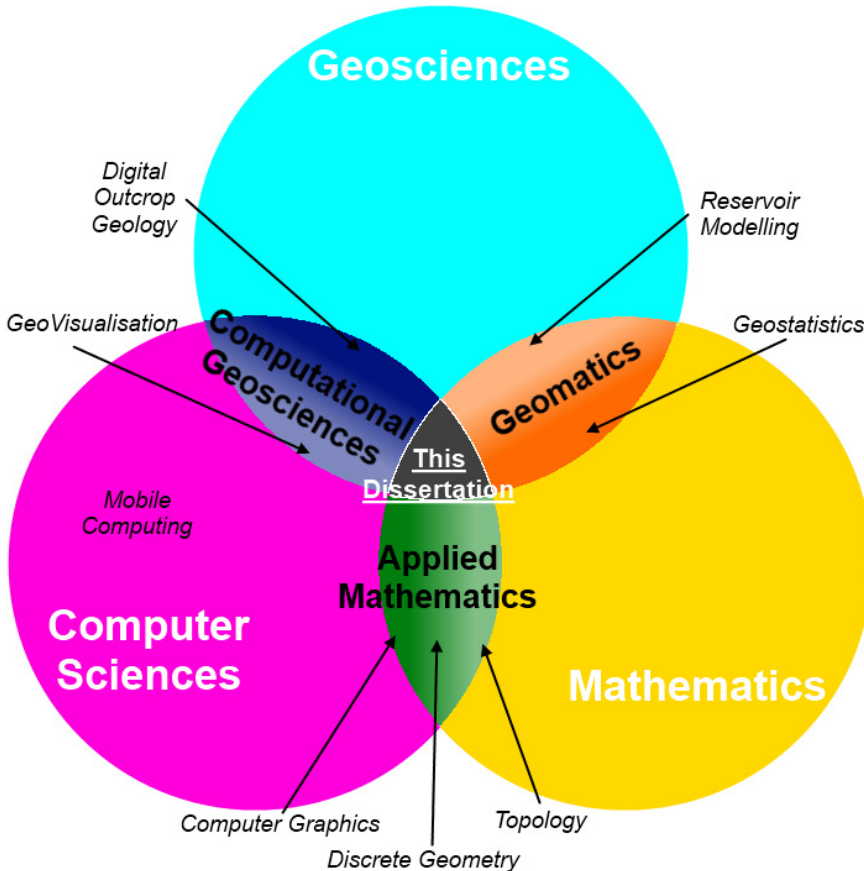 Geosciences
Digital
Outcrop
Geology
Reservoir
Modelling
GeoVisualisation
Geostatistics
Computational
Geosciences
Geomatics
This
Dissertation
Mobile
Computing
Applied
Mathematics
Computer
Sciences
Mathematics
Computer Graphics
Topology
Discrete Geometry